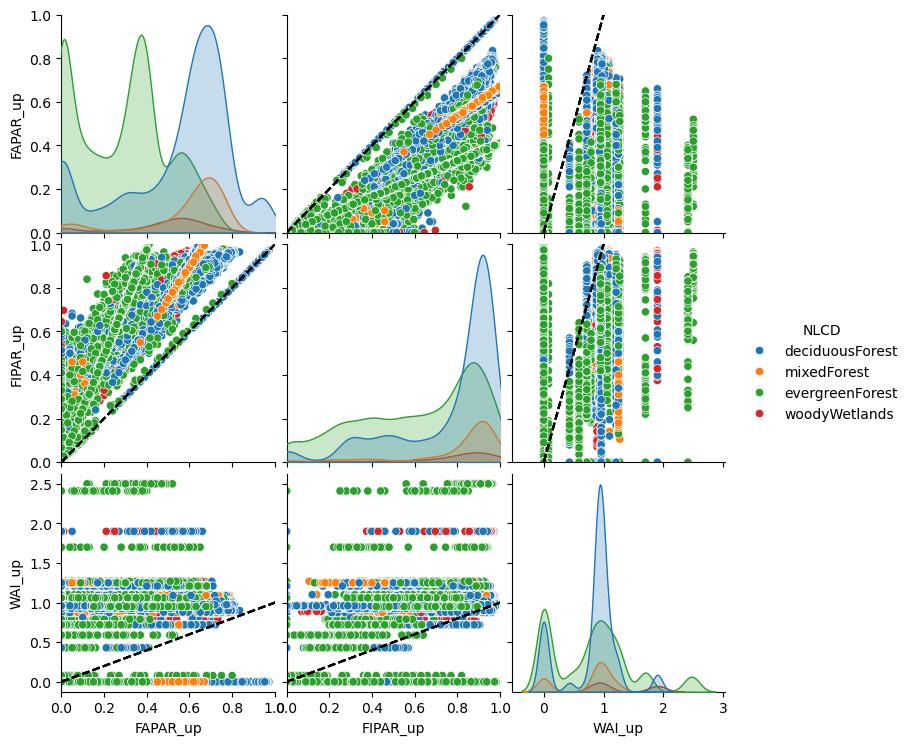 1.0
0.8
0.6
0.4
0.2
0.0
FAPAR_up
1.0
0.8
0.6
0.4
0.2
0.0
FIPAR_up
NLCD
deciduousForest
mixedForest
evergreenForest
woodyWetlands
2.5
2.0
1.5
1.0
0.5
0.0
WAI_up
0.0 0.2 0.4 0.6 0.8 1.0
0.0 0.2 0.4 0.6 0.8 1.0
0 1 2 3
FAPAR_up FIPAR_up WAI_up